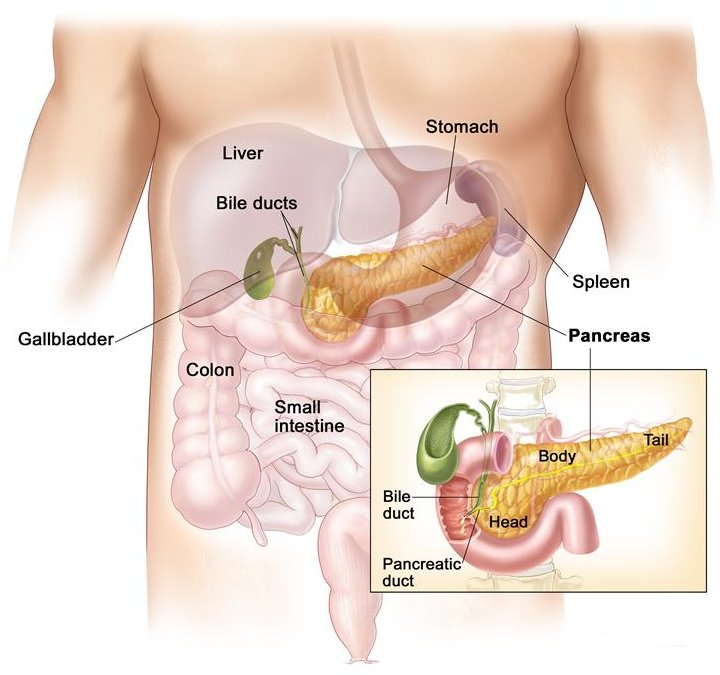 Stomach
Liver
Bile ducts
Spleen
Gallbladder
Pancreas
Colon
Small
intestine
Tail
Body
Bile
duct
Head
Pancreatic
duct